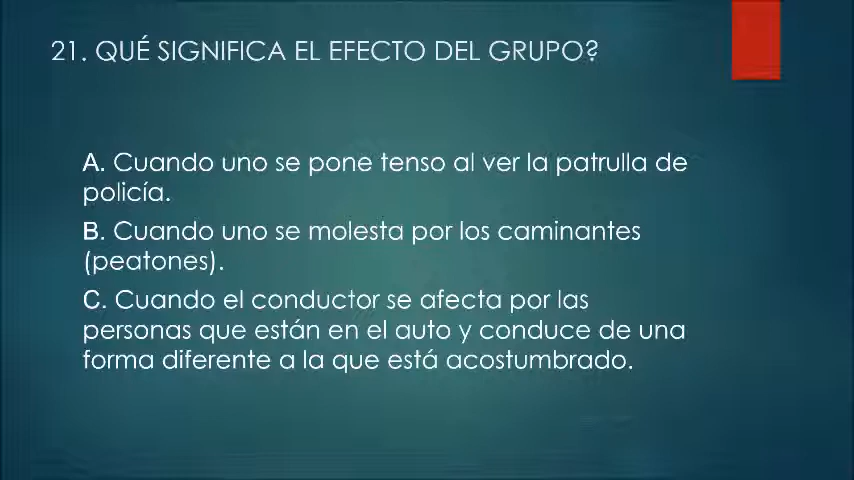 21. QUÉ SIGNIFICA EL EFECTO DEL GRUPO?
A. Cuando uno se pone tenso al ver la patrulla de
policía.
B. Cuando uno se molesta por los caminantes
(peatones).
C. Cuando el conductor se afecta por las
personas que están en el auto y conduce de una
forma diferente a la que está acostumbrado.